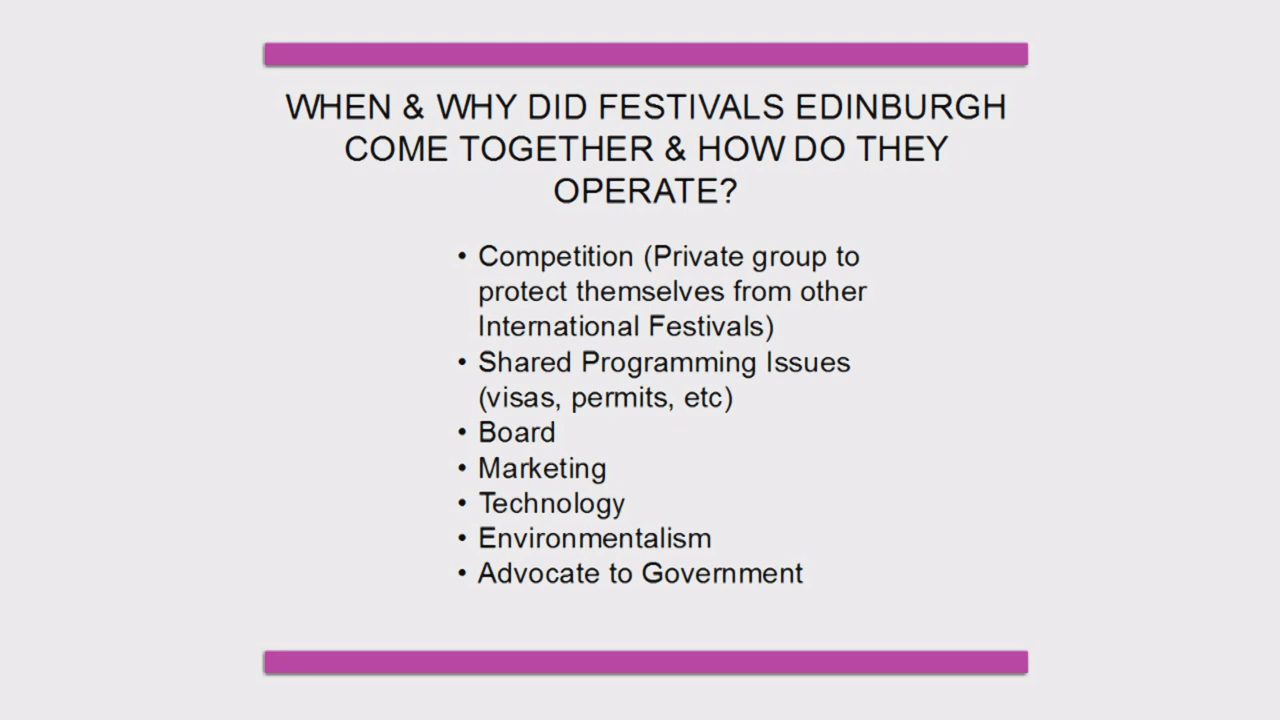 WHEN & WHY DID FESTIVALS EDINBURGH
COME TOGETHER & HOW DO THEY
OPERATE?
• Competition (Private group to
protect themselves from other
International Festivals)
• Shared Programming Issues
(visas, permits, etc)
• Board
• Marketing
• Technology
• Environmentalism
• Advocate to Government